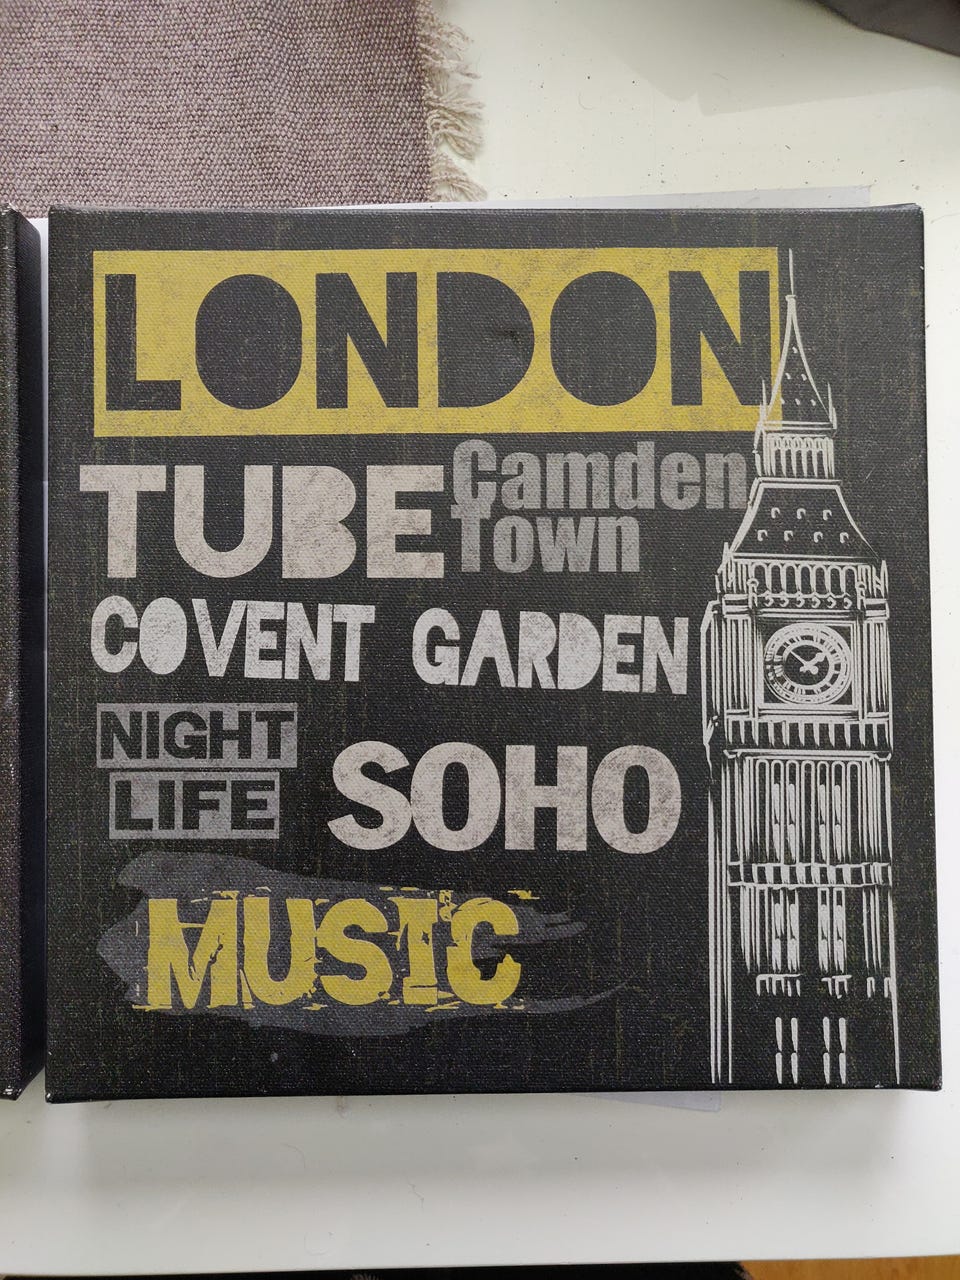 LONDON
TUBE
Camden
Town
COVENT GARDEN
NIGHT
LIFE
SOHO
MUSIC